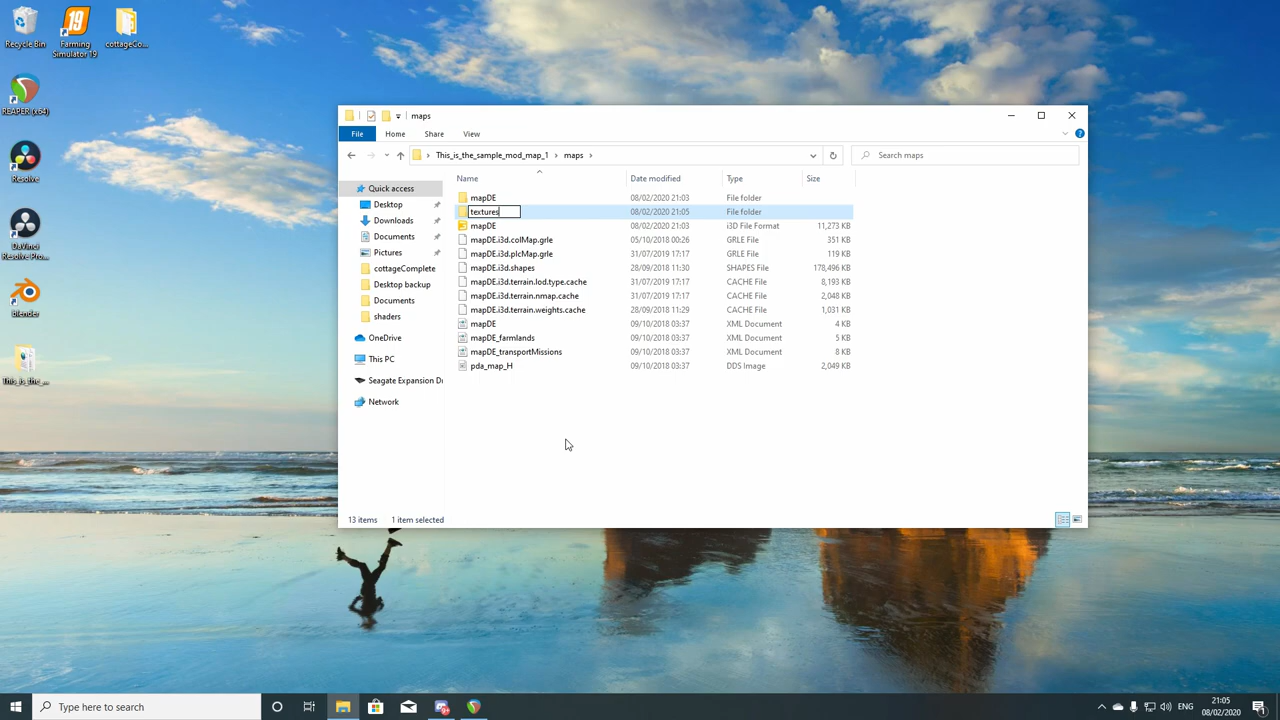 Recycle Bin
Farming
Simulator 19
cottageCo...
REAPER (x64)
Resolve
DaVinci
Resolve Pro...
Blender
This_is_the_...
maps
File
Home
Share
View
This_is_the_sample_mod_map_1 > maps >
Search maps
Name
Date modified
Type
Size
Quick access
Desktop
Downloads
Documents
Pictures
cottageComplete
Desktop backup
Documents
shaders
OneDrive
This PC
Seagate Expansion Dr
Network
mapDE 08/02/2020 21:03 File folder
textures 08/02/2020 21:05 File folder
mapDE 08/02/2020 21:03 i3D File Format 11,273 KB
mapDE.i3d.colMap.grle 05/10/2018 00:26 GRLE File 351 KB
mapDE.i3d.plcMap.grle 31/07/2019 17:17 GRLE File 119 KB
mapDE.i3d.shapes 28/09/2018 11:30 SHAPES File 178,496 KB
mapDE.i3d.terrain.lod.type.cache 31/07/2019 17:17 CACHE File 8,193 KB
mapDE.i3d.terrain.nmap.cache 31/07/2019 17:17 CACHE File 2,048 KB
mapDE.i3d.terrain.weights.cache 28/09/2018 11:29 CACHE File 1,031 KB
mapDE 09/10/2018 03:37 XML Document 4 KB
mapDE_farmlands 09/10/2018 03:37 XML Document 5 KB
mapDE_transportMissions 09/10/2018 03:37 XML Document 8 KB
pda_map_H 09/10/2018 03:37 DDS Image 2,049 KB
13 items 1 item selected
Type here to search
ENG
21:05
08/02/2020